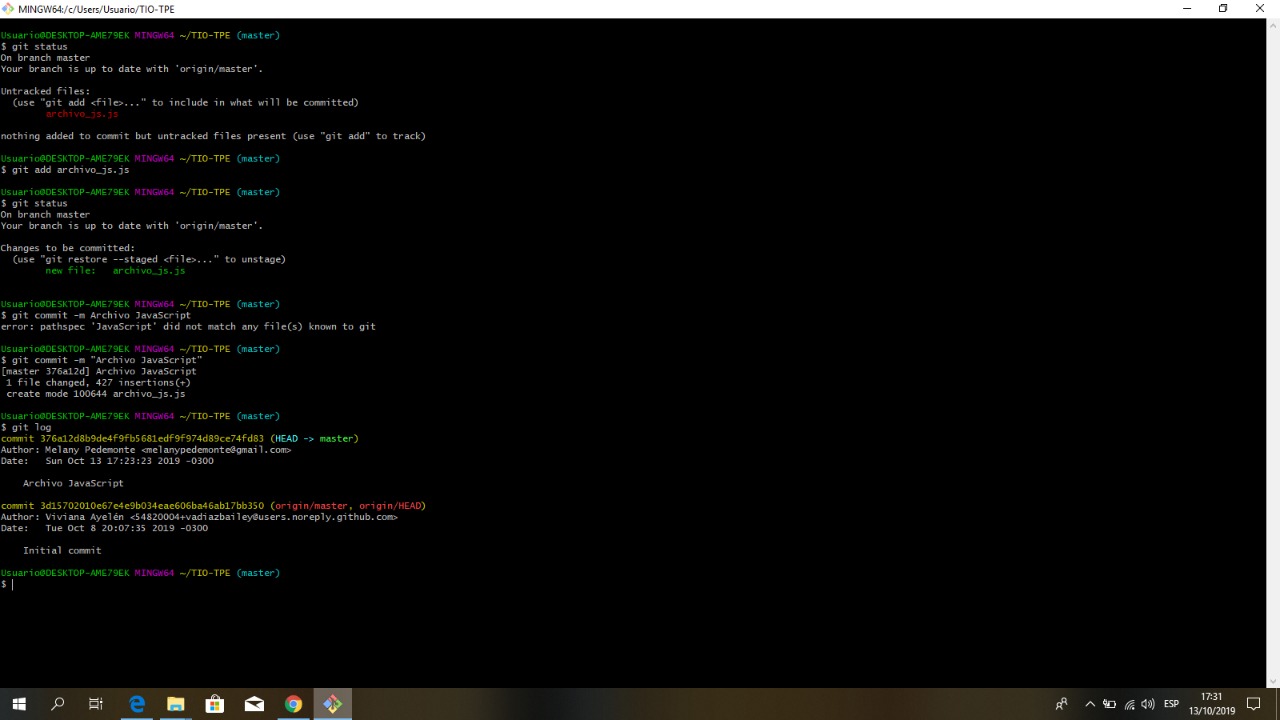 MINGW64:/c/Users/Usuario/TIO-TPE
Usuario@DESKTOP-AME79EK MINGW64 ~/TIO-TPE (master)
$ git status
On branch master
Your branch is up to date with 'origin/master'.
Untracked files:
(use "git add <file>..." to include in what will be committed)
archivo_js.js
nothing added to commit but untracked files present (use "git add" to track)
Usuario@DESKTOP-AME79EK MINGW64 ~/TIO-TPE (master)
$ git add archivo_js.js
Usuario@DESKTOP-AME79EK MINGW64 ~/TIO-TPE (master)
$ git status
On branch master
Your branch is up to date with 'origin/master'.
Changes to be committed:
(use "git restore --staged <file>..." to unstage)
new file:   archivo_js.js
Usuario@DESKTOP-AME79EK MINGW64 ~/TIO-TPE (master)
$ git commit -m Archivo JavaScript
error: pathspec 'JavaScript' did not match any file(s) known to git
Usuario@DESKTOP-AME79EK MINGW64 ~/TIO-TPE (master)
$ git commit -m "Archivo JavaScript"
[master 376a12d] Archivo JavaScript
1 file changed, 427 insertions(+)
create mode 100644 archivo_js.js
Usuario@DESKTOP-AME79EK MINGW64 ~/TIO-TPE (master)
$ git log
commit 376a12d8b9de4f9fb5681edf9f974d89ce74fd83 (HEAD -> master)
Author: Melany Pedemonte <melanypedemonte@gmail.com>
Date:   Sun Oct 13 17:23:23 2019 -0300
Archivo JavaScript
commit 3d15702010e67e4e9b034eae606ba46ab17bb350 (origin/master, origin/HEAD)
Author: Viviana Ayelén <54820004+vadiazbailey@users.noreply.github.com>
Date:   Tue Oct 8 20:07:35 2019 -0300
Initial commit
Usuario@DESKTOP-AME79EK MINGW64 ~/TIO-TPE (master)
$
ESP
17:31
13/10/2019